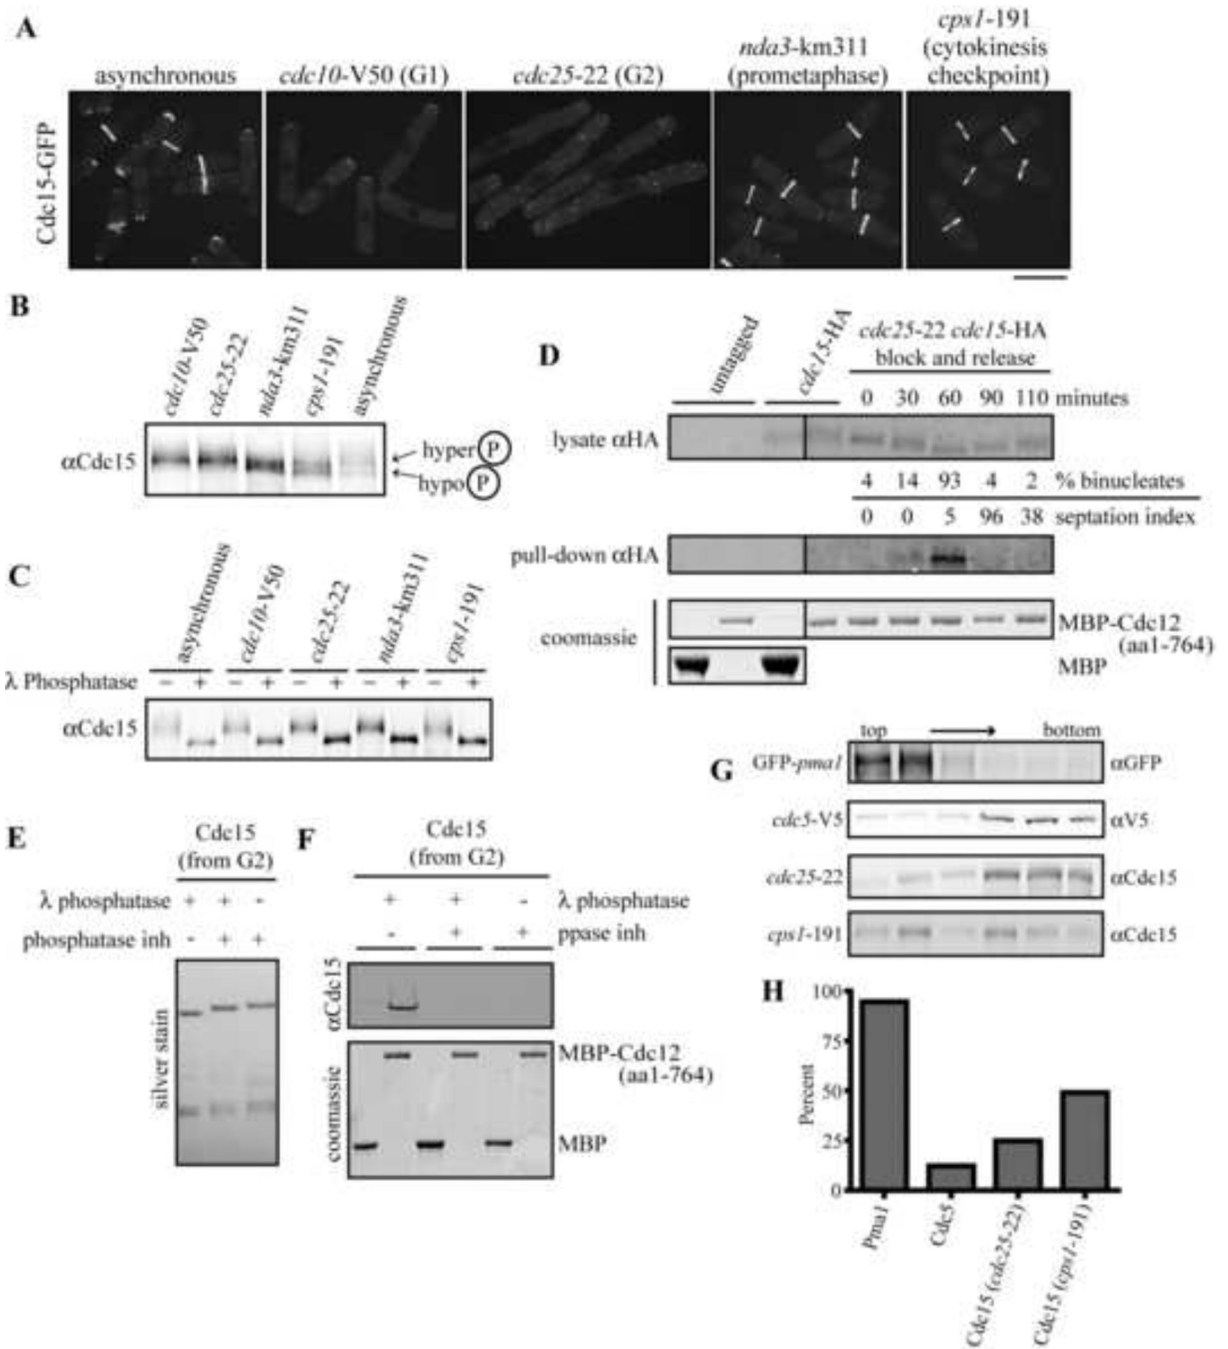 A
asynchronous
cdc10-V50 (G1)
cdc25-22 (G2)
nda3-km311
(prometaphase)
cps1-191
(cytokinesis
checkpoint)
Cdc15-GFP
B
cdc10-V50
cdc25-22
nda3-km311
cps1-191
asynchronous
αCdc15
hyper P
hypo P
C
asynchronous
cdc10-V50
cdc25-22
nda3-km311
cps1-191
λ Phosphatase − + − + − + − + − +
αCdc15
D
untagged
cdc15-HA
cdc25-22 cdc15-HA
block and release
0 30 60 90 110 minutes
lysate αHA
4 14 93 4 2 % binucleates
0 0 5 96 38 septation index
pull-down αHA
coomassie
MBP-Cdc12
(aa1-764)
MBP
E
Cdc15
(from G2)
λ phosphatase + + -
phosphatase inh - + +
silver stain
F
Cdc15
(from G2)
+ + - λ phosphatase
- + + ppase inh
αCdc15
coomassie
MBP-Cdc12
(aa1-764)
MBP
G
top bottom
GFP-pma1 αGFP
cdc5-V5 αV5
cdc25-22 αCdc15
cps1-191 αCdc15
H
Percent
100
75
50
25
0
Pma1
Cdc5
Cdc15 (cdc25-22)
Cdc15 (cps1-191)